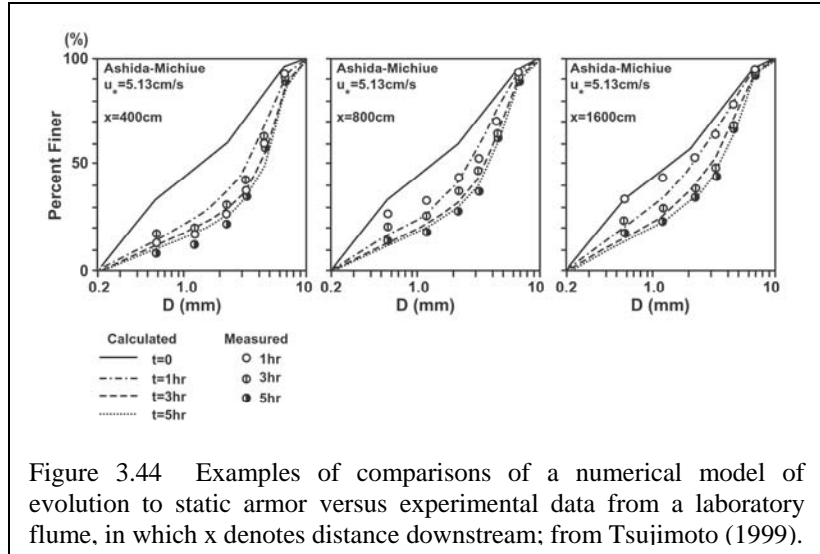 (%)
100
50
0
Percent Finer
Ashida-Michiue
u*=5.13cm/s
x=400cm
0.2
1.0
10
D (mm)
Ashida-Michiue
u*=5.13cm/s
x=800cm
0.2
1.0
10
D (mm)
Ashida-Michiue
u*=5.13cm/s
x=1600cm
0.2
1.0
10
D (mm)
Calculated
t=0
t=1hr
t=3hr
t=5hr
Measured
1hr
3hr
5hr
Figure 3.44 Examples of comparisons of a numerical model of
evolution to static armor versus experimental data from a laboratory
flume, in which x denotes distance downstream; from Tsujimoto (1999).